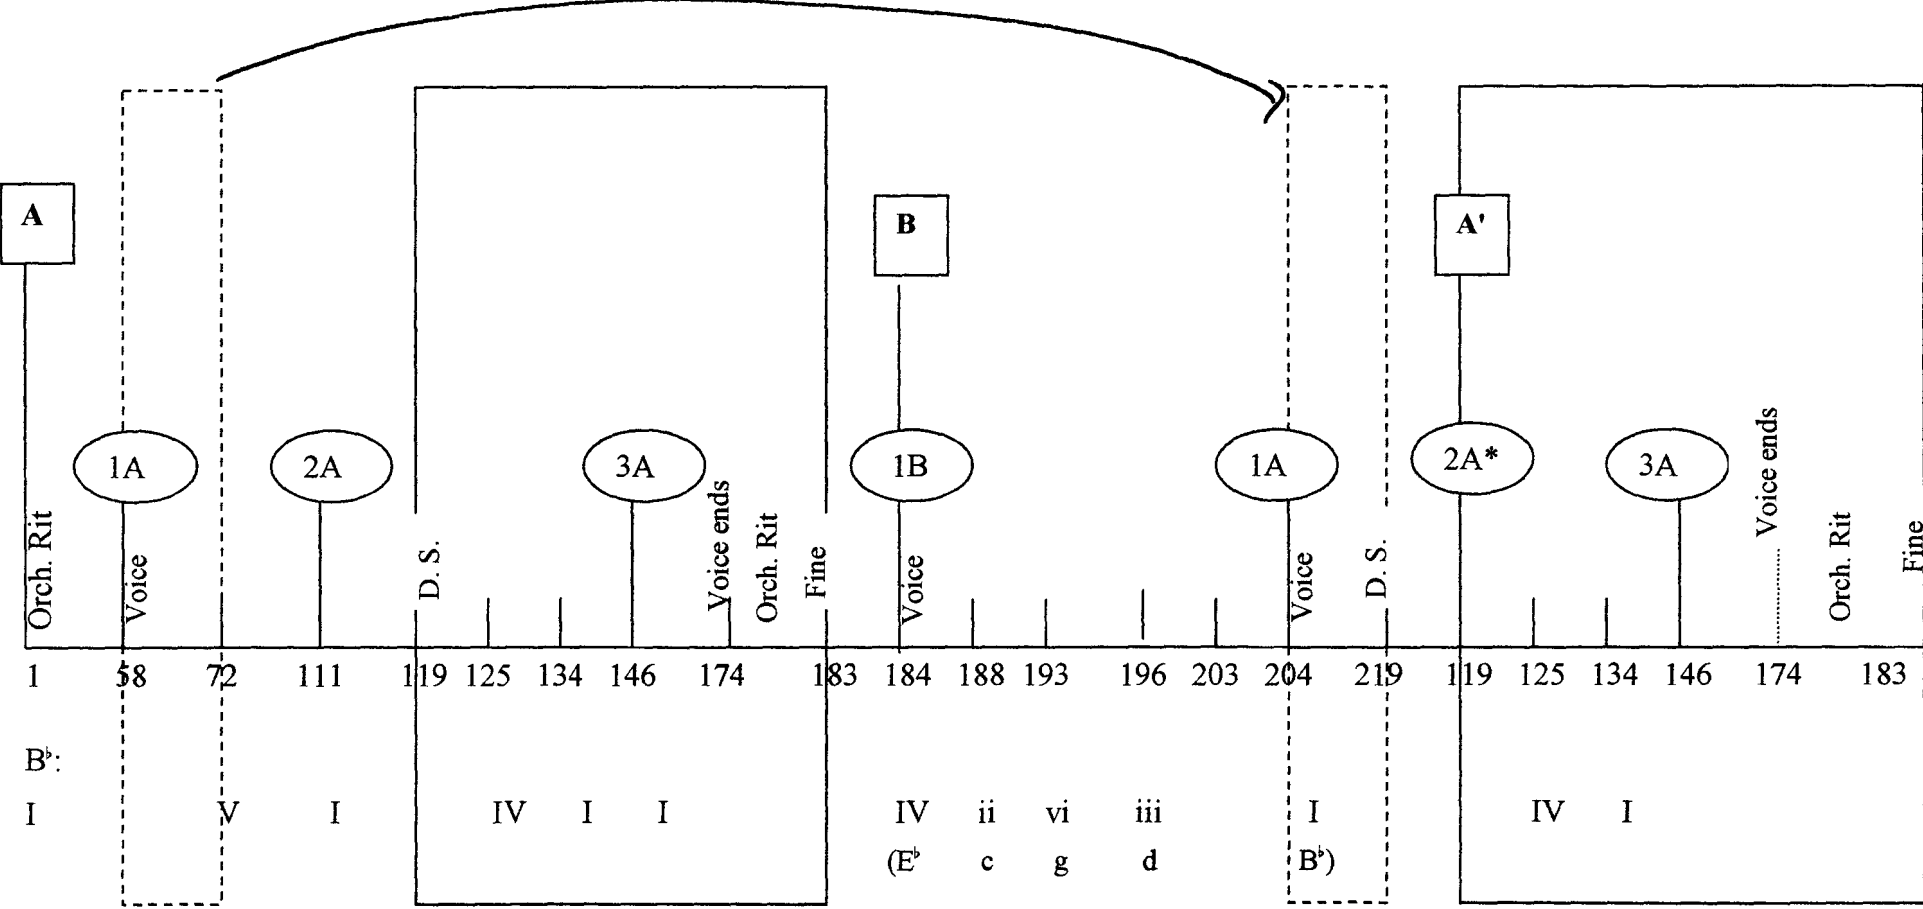 A B A'
1A 2A 3A 1B 1A 2A* 3A
Orch. Rit Voice D. S. Voice ends Orch. Rit Fine Voice Voice D. S. Voice ends Orch. Rit Fine
1 58 72 111 119 125 134 146 174 183 184 188 193 196 203 204 219 119 125 134 146 174 183
B♭:
I V I IV I I IV ii vi iii I IV I
(E♭ c g d B♭)